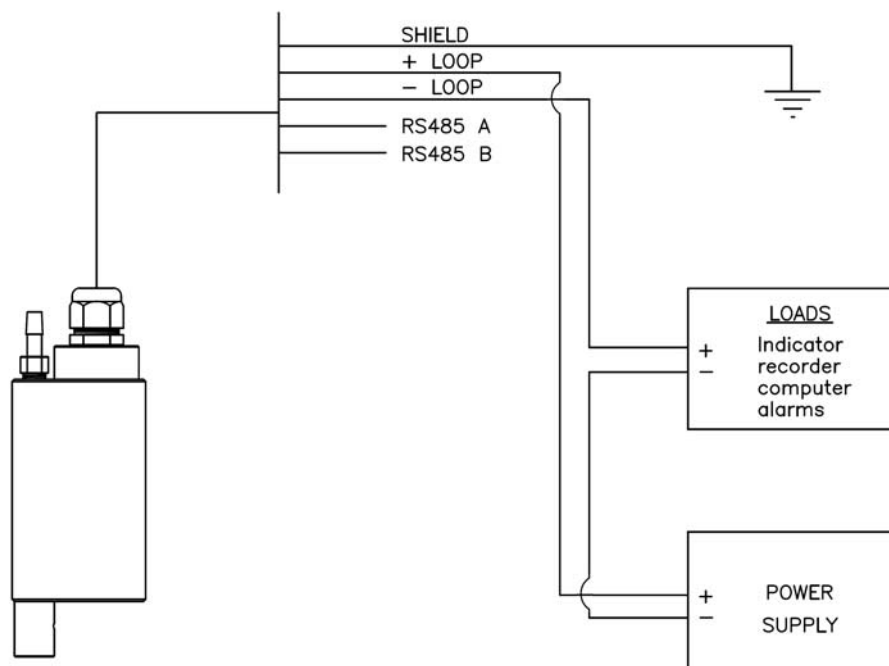 SHIELD
+ LOOP
− LOOP
RS485 A
RS485 B
LOADS
+ Indicator
− recorder
computer
alarms
+ POWER
− SUPPLY